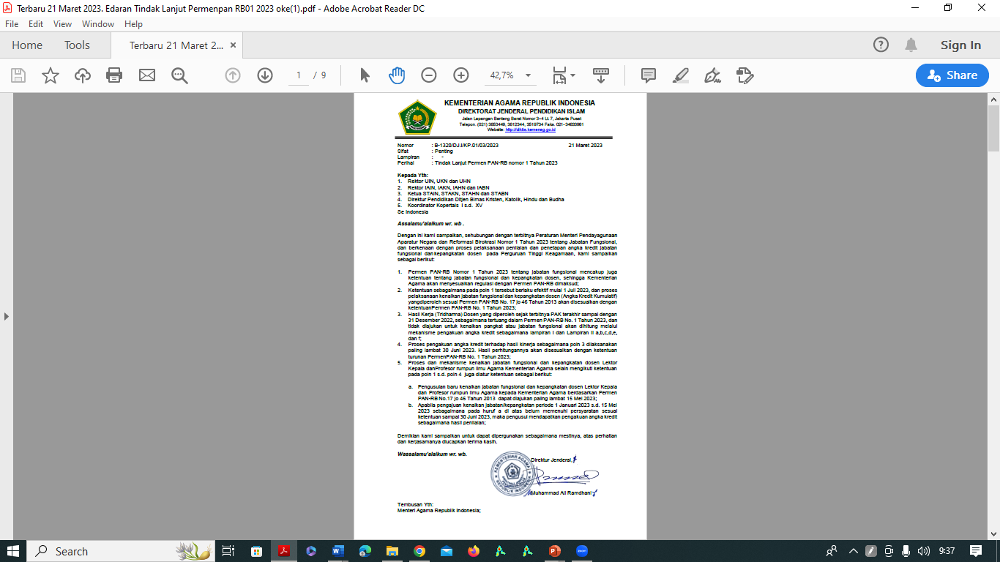 Terbaru 21 Maret 2023. Edaran Tindak Lanjut Permenpan RB01 2023 oke(1).pdf - Adobe Acrobat Reader DC
File Edit View Window Help
Home Tools Terbaru 21 Maret 2... × Sign In
1 / 9 42,7% Share
KEMENTERIAN AGAMA REPUBLIK INDONESIA
DIREKTORAT JENDERAL PENDIDIKAN ISLAM
Jalan Lapangan Banteng Barat Nomor 3–4 Lt 7, Jakarta Pusat
Telepon. (021) 3853449, 3812344, 3519734 Faks. 021- 34833981
Website: http://diktis.kemenag.go.id
Nomor : B-1320/DJ.I/KP.01/03/2023 21 Maret 2023
Sifat : Penting
Lampiran : -
Perihal : Tindak Lanjut Permen PAN-RB nomor 1 Tahun 2023
Kepada Yth:
1. Rektor UIN, UKN dan UHN
2. Rektor IAIN, IAKN, IAHN dan IABN
3. Ketua STAIN, STAKN, STAHN dan STABN
4. Direktur Pendidikan Ditjen Bimas Kristen, Katolik, Hindu dan Budha
5. Koordinator Kopertais I s.d. XV
Se Indonesia
Assalamu'alaikum wr. wb .
Dengan ini kami sampaikan, sehubungan dengan terbitnya Peraturan Menteri Pendayagunaan
Aparatur Negara dan Reformasi Birokrasi Nomor 1 Tahun 2023 tentang Jabatan Fungsional,
dan berkenaan dengan proses pelaksanaan penilaian dan penetapan angka kredit jabatan
fungsional dan kepangkatan dosen pada Perguruan Tinggi Keagamaan, kami sampaikan
sebagai berikut:
1. Permen PAN-RB Nomor 1 Tahun 2023 tentang jabatan fungsional mencakup juga
ketentuan tentang jabatan fungsional dan kepangkatan dosen, sehingga Kementerian
Agama akan menyesuaikan regulasi dengan Permen PAN-RB dimaksud;
2. Ketentuan sebagaimana pada poin 1 tersebut berlaku efektif mulai 1 Juli 2023, dan proses
pelaksanaan kenaikan jabatan fungsional dan kepangkatan dosen (Angka Kredit Kumulatif)
yangdiperoleh sesuai Permen PAN-RB No. 17 jo 46 Tahun 2013 akan disesuaikan dengan
ketentuanPermen PAN-RB No. 1 Tahun 2023;
3. Hasil Kerja (Tridharma) Dosen yang diperoleh sejak terbitnya PAK terakhir sampai dengan
31 Desember 2022, sebagaimana tertuang dalam Permen PAN-RB No. 1 Tahun 2023, dan
tidak diajukan untuk kenaikan pangkat atau jabatan fungsional akan dihitung melalui
mekanisme pengakuan angka kredit sebagaimana lampiran I dan Lampiran II a,b,c,d,e,
dan f;
4. Proses pengakuan angka kredit terhadap hasil kinerja sebagaimana poin 3 dilaksanakan
paling lambat 30 Juni 2023. Hasil perhitungannya akan disesuaikan dengan ketentuan
turunan PermenPAN-RB No. 1 Tahun 2023;
5. Proses dan mekanisme kenaikan jabatan fungsional dan kepangkatan dosen Lektor
Kepala danProfesor rumpun Ilmu Agama Kementerian Agama selain mengikuti ketentuan
pada poin 1 s.d. poin 4 juga diatur ketentuan sebagai berikut:
a. Pengusulan baru kenaikan jabatan fungsional dan kepangkatan dosen Lektor Kepala
dan Profesor rumpun ilmu Agama kepada Kementerian Agama berdasarkan Permen
PAN-RB No.17 jo 46 Tahun 2013 dapat diajukan paling lambat 15 Mei 2023;
b. Apabila pengajuan kenaikan jabatan/kepangkatan periode 1 Januari 2023 s.d. 15 Mei
2023 sebagaimana pada huruf a di atas belum memenuhi persyaratan sesuai
ketentuan sampai 30 Juni 2023, maka pengusul mendapatkan pengakuan angka kredit
sebagaimana hasil penilaian;
Demikian kami sampaikan untuk dapat dipergunakan sebagaimana mestinya, atas perhatian
dan kerjasamanya diucapkan terima kasih.
Wassalamu'alaikum wr. wb.
Direktur Jenderal,
KEMENTERIAN AGAMA
REPUBLIK INDONESIA
Muhammad Ali Ramdhani
Tembusan Yth:
Menteri Agama Republik Indonesia;
Search 9:37